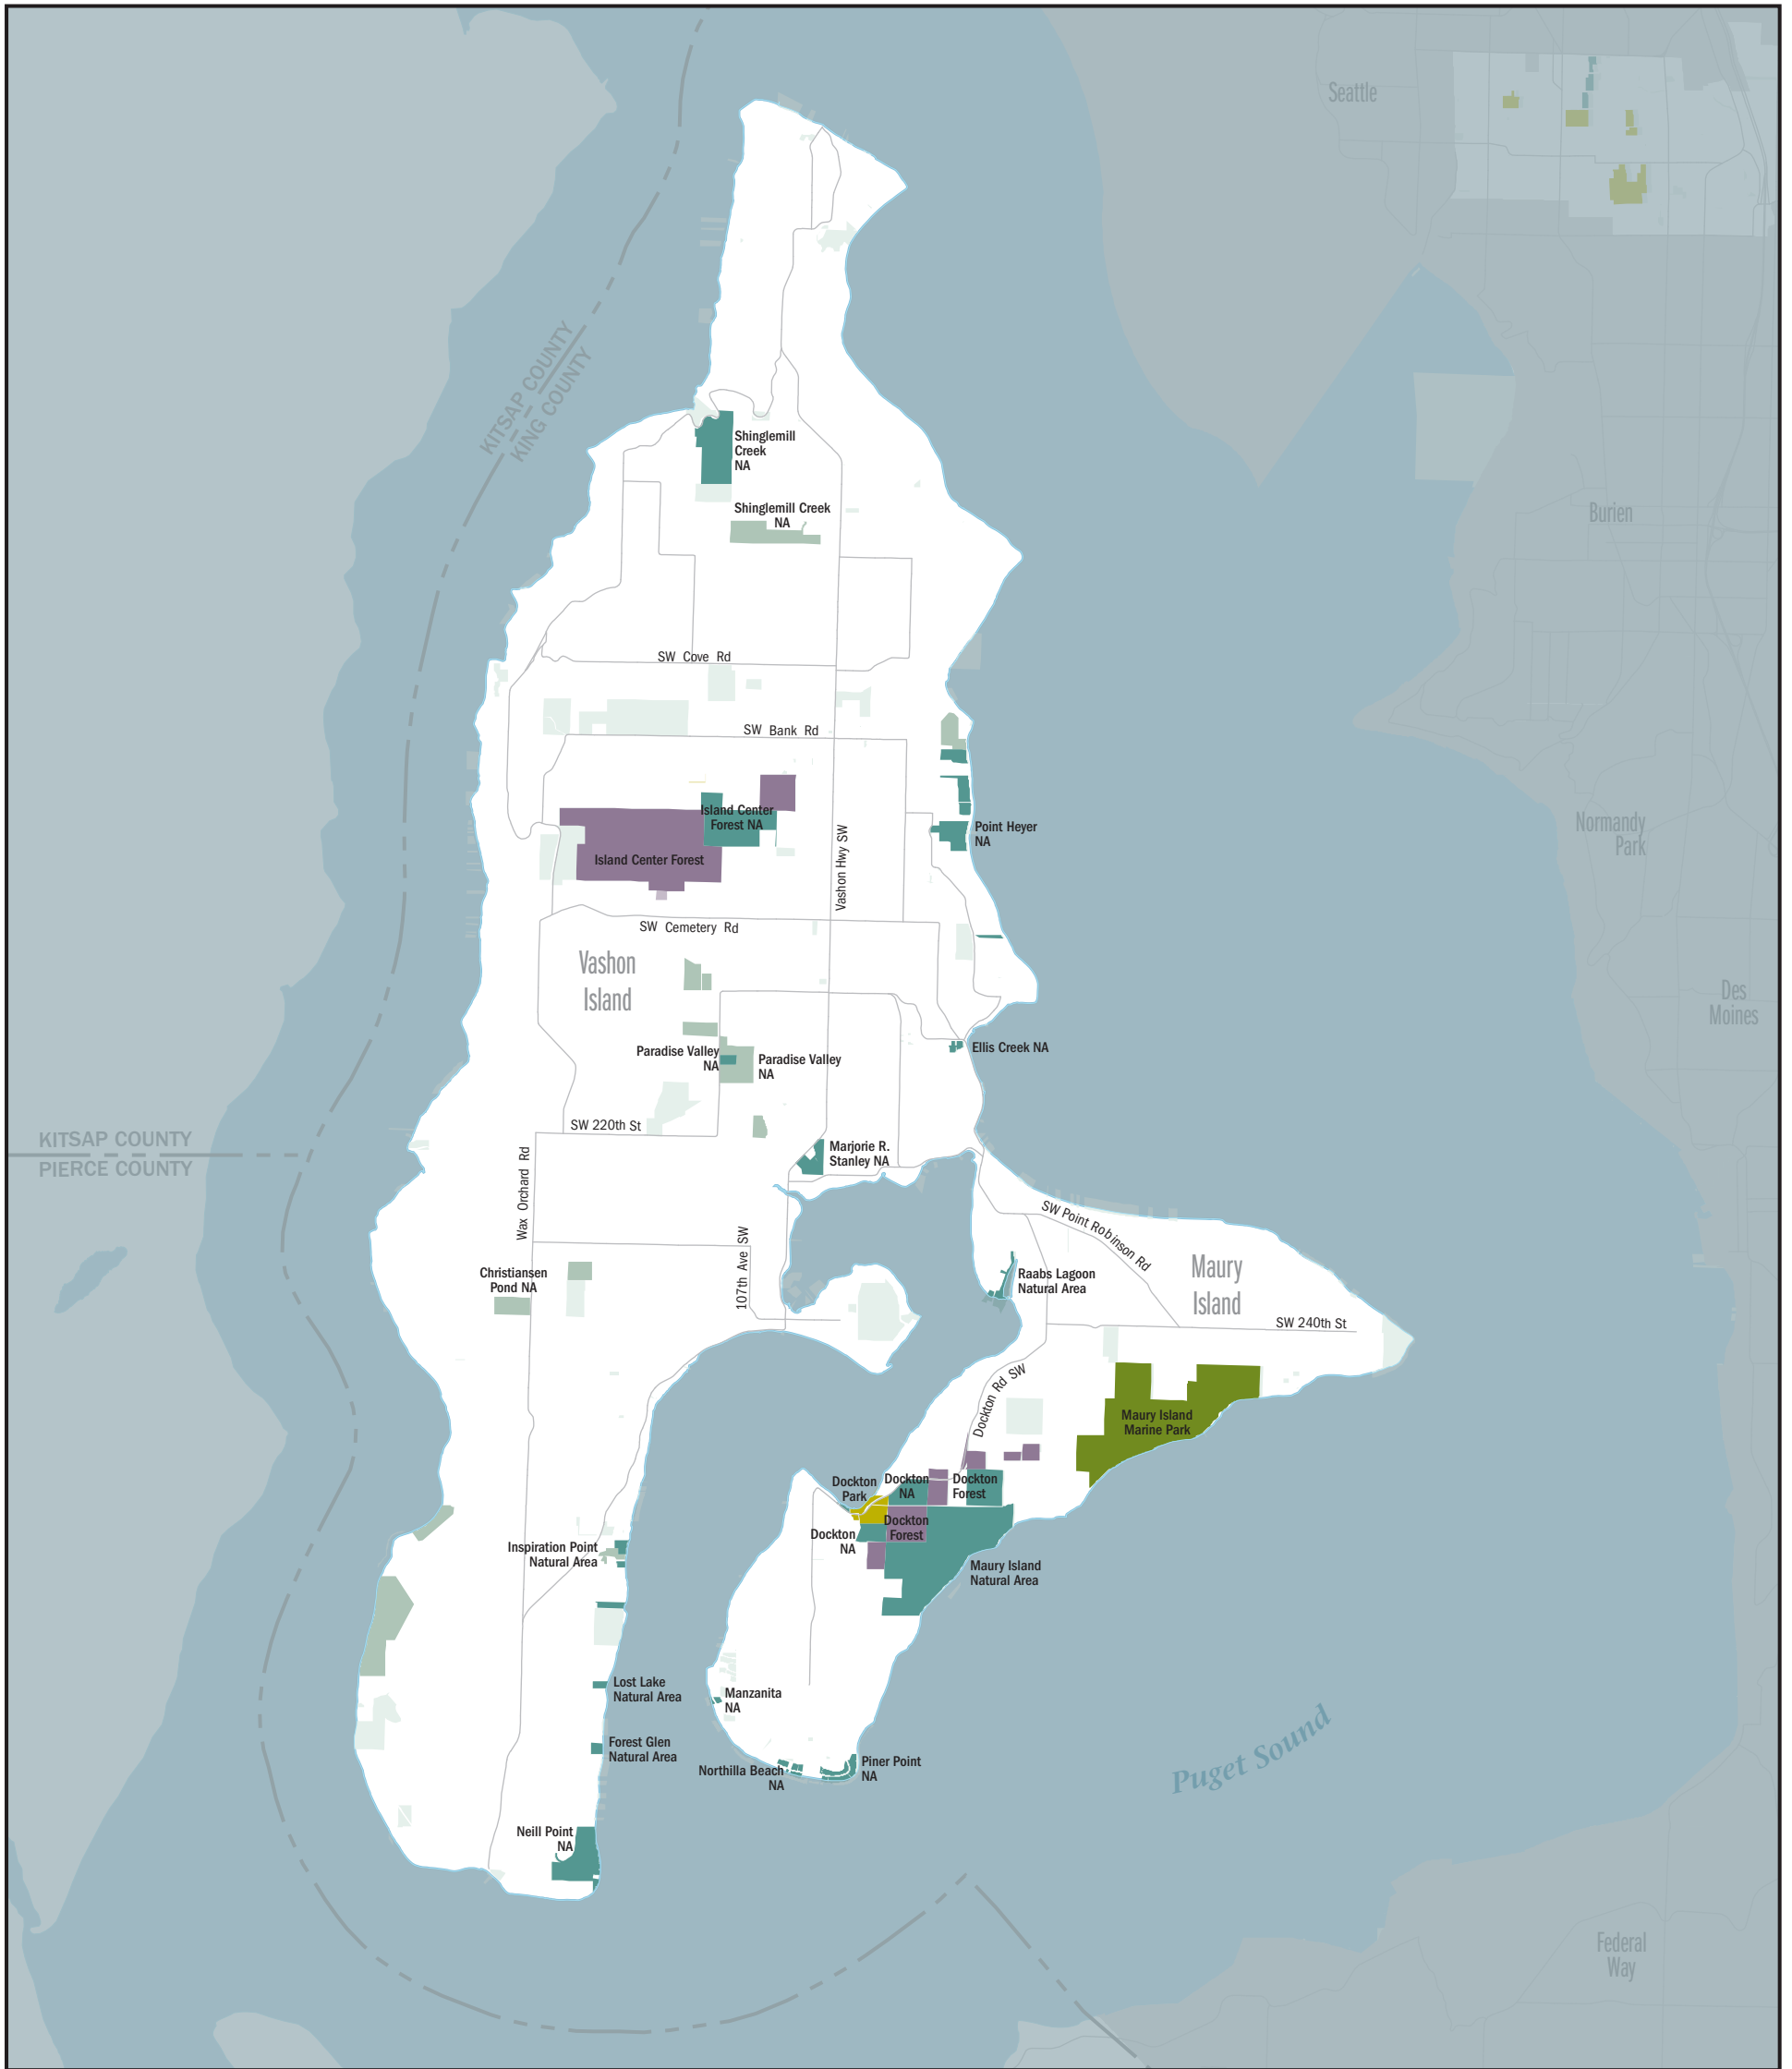 Seattle
KITSAP COUNTY
KING COUNTY
Shinglemill
Creek
NA
Shinglemill Creek
NA
Burien
SW Cove Rd
SW Bank Rd
Island Center
Forest NA
Island Center Forest
Vashon Hwy SW
Point Heyer
NA
Normandy
Park
SW Cemetery Rd
Vashon
Island
Des
Moines
Paradise Valley
NA
Paradise Valley
NA
Ellis Creek NA
SW 220th St
KITSAP COUNTY
PIERCE COUNTY
Wax Orchard Rd
Marjorie R.
Stanley NA
SW Point Robinson Rd
107th Ave SW
Christiansen
Pond NA
Raabs Lagoon
Natural Area
Maury
Island
SW 240th St
Dockton Rd SW
Maury Island
Marine Park
Dockton
Park
Dockton
NA
Dockton
Forest
Dockton
Forest
Dockton
NA
Inspiration Point
Natural Area
Maury Island
Natural Area
Lost Lake
Natural Area
Manzanita
NA
Forest Glen
Natural Area
Northilla Beach
NA
Piner Point
NA
Puget Sound
Neill Point
NA
Federal
Way